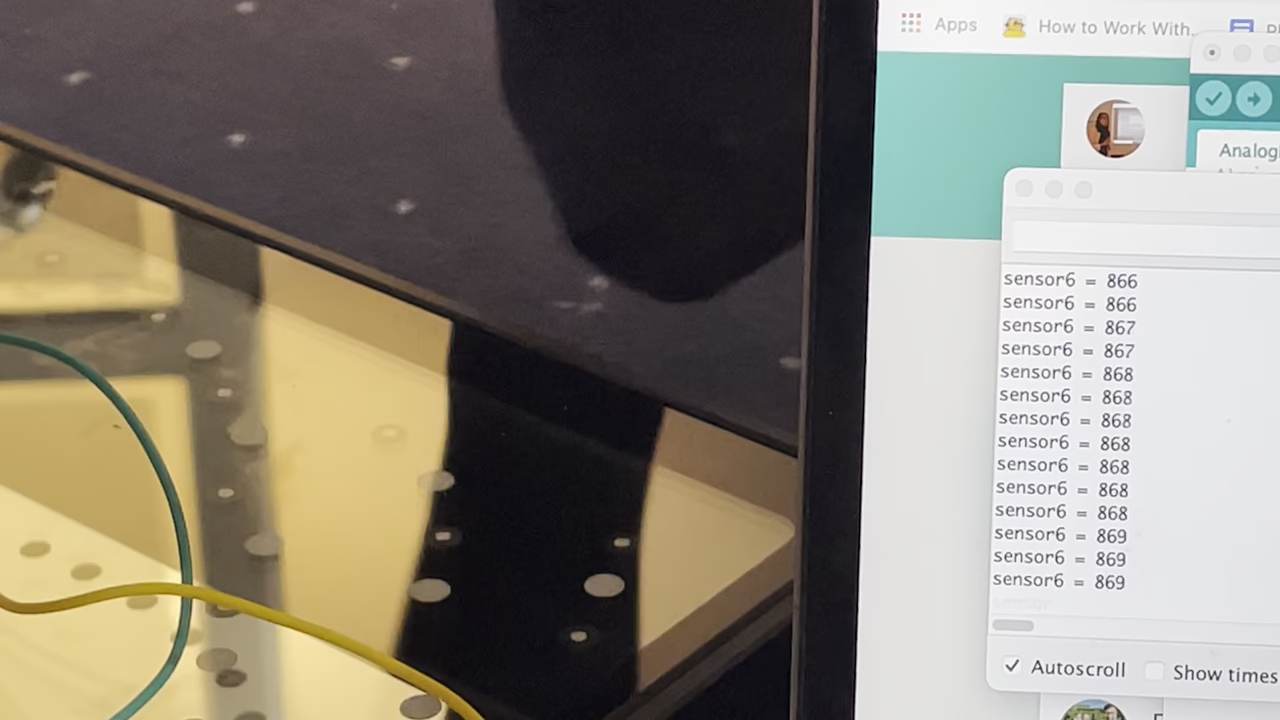 Apps How to Work With
Analog
sensor6 = 866
sensor6 = 866
sensor6 = 867
sensor6 = 867
sensor6 = 868
sensor6 = 868
sensor6 = 868
sensor6 = 868
sensor6 = 868
sensor6 = 868
sensor6 = 868
sensor6 = 869
sensor6 = 869
sensor6 = 869
Autoscroll Show times